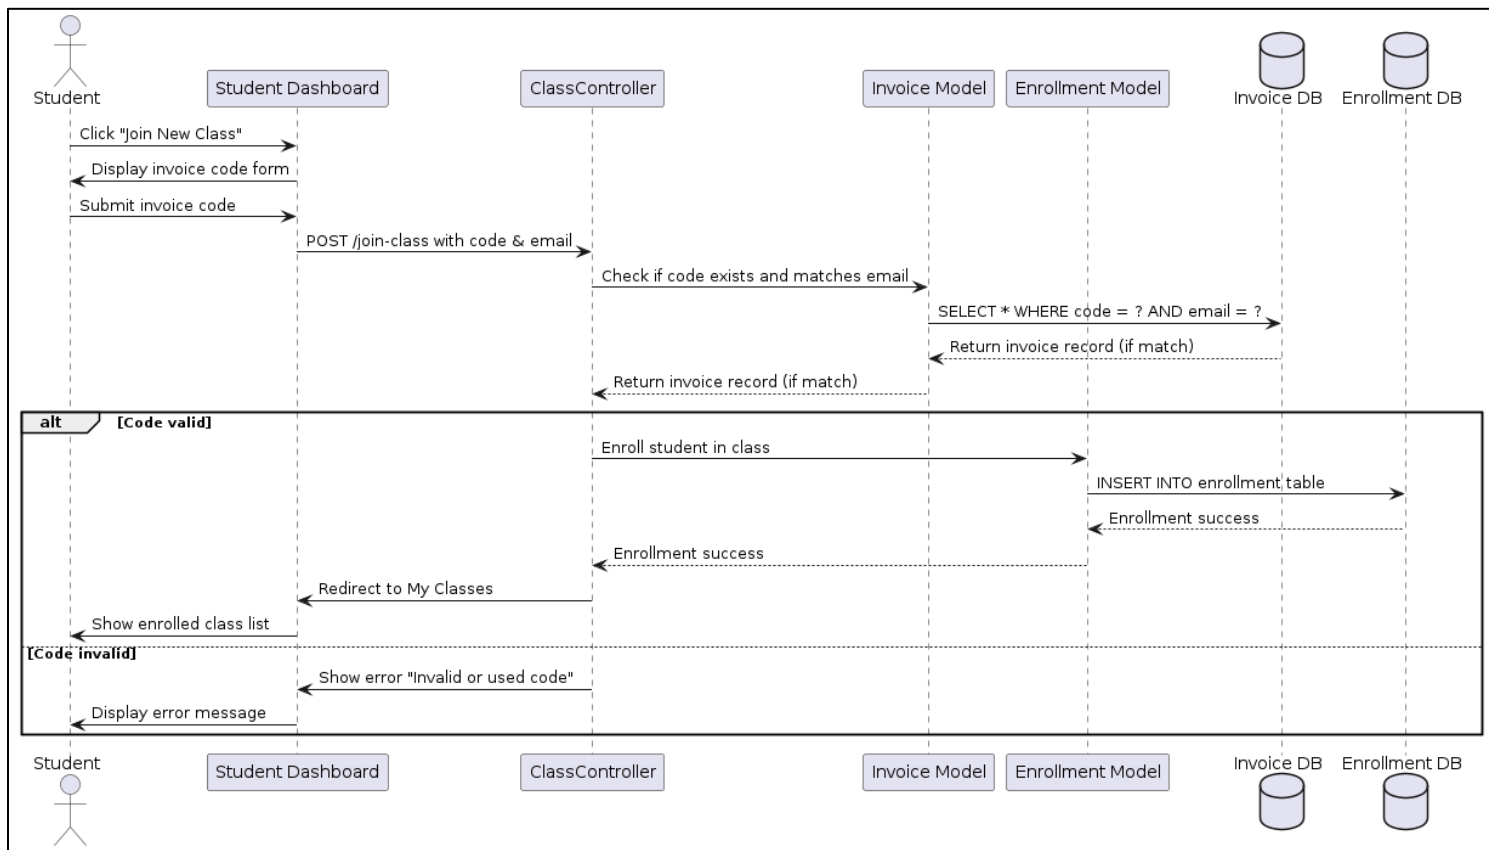 Student
Student Dashboard
ClassController
Invoice Model
Enrollment Model
Invoice DB
Enrollment DB
Click "Join New Class"
Display invoice code form
Submit invoice code
POST /join-class with code & email
Check if code exists and matches email
SELECT * WHERE code = ? AND email = ?
Return invoice record (if match)
Return invoice record (if match)
alt
[Code valid]
Enroll student in class
INSERT INTO enrollment table
Enrollment success
Enrollment success
Redirect to My Classes
Show enrolled class list
[Code invalid]
Show error "Invalid or used code"
Display error message
Student
Student Dashboard
ClassController
Invoice Model
Enrollment Model
Invoice DB
Enrollment DB